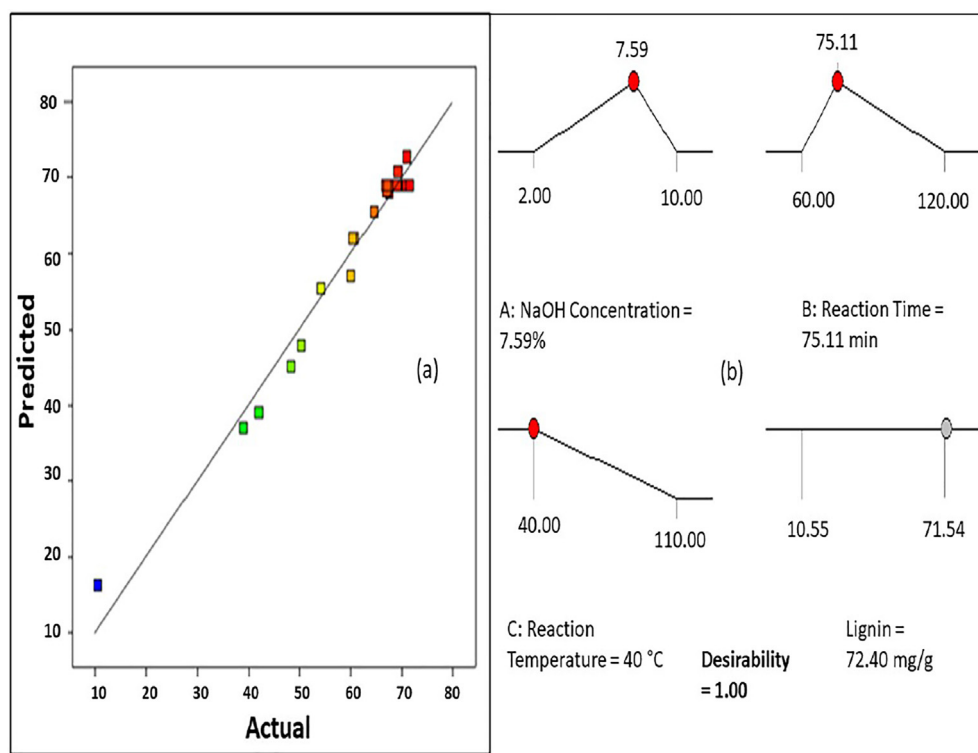 80
70
60
50
40
30
20
10
Predicted
10 20 30 40 50 60 70 80
Actual
(a)
7.59
2.00 10.00
75.11
60.00 120.00
A: NaOH Concentration =
7.59%
B: Reaction Time =
75.11 min
(b)
40.00
110.00
10.55 71.54
C: Reaction
Temperature = 40 °C
Desirability
= 1.00
Lignin =
72.40 mg/g